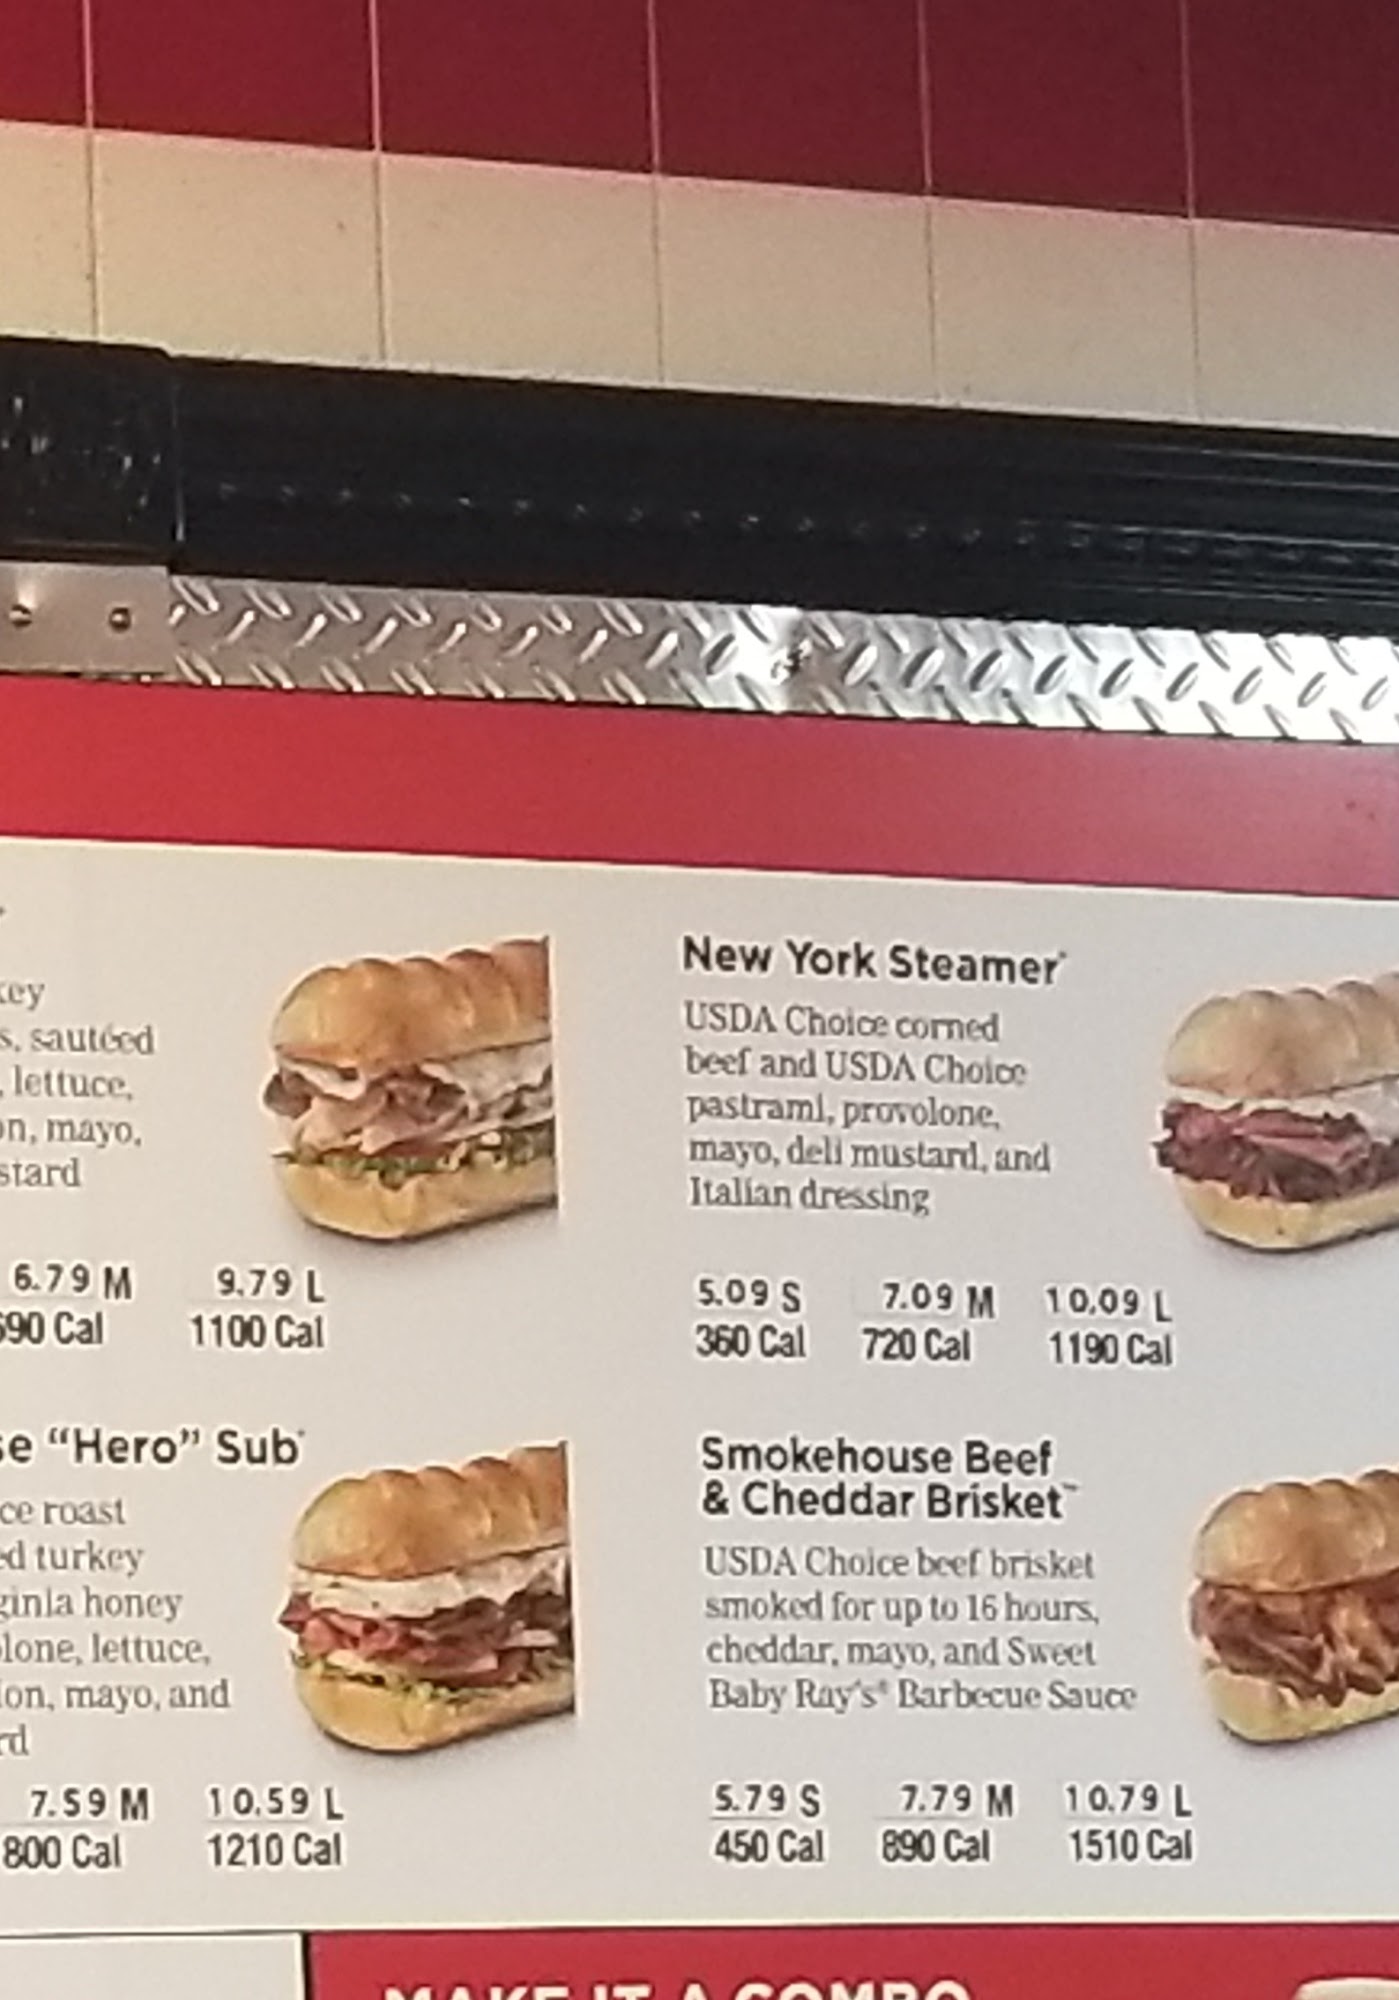 sautéed
lettuce,
mayo,
6.79 M 9.79 L
1100 Cal
"Hero" Sub
roast
turkey
honey
lettuce,
mayo, and
7.59 M 10.59 L
800 Cal 1210 Cal
New York Steamer®
USDA Choice corned
beef and USDA Choice
pastrami, provolone,
mayo, deli mustard, and
Italian dressing
5.09 S 7.09 M 10.09 L
360 Cal 720 Cal 1190 Cal
Smokehouse Beef
& Cheddar Brisket™
USDA Choice beef brisket
smoked for up to 16 hours,
cheddar, mayo, and Sweet
Baby Ray's® Barbecue Sauce
5.79 S 7.79 M 10.79 L
450 Cal 890 Cal 1510 Cal
MAKE IT A COMBO